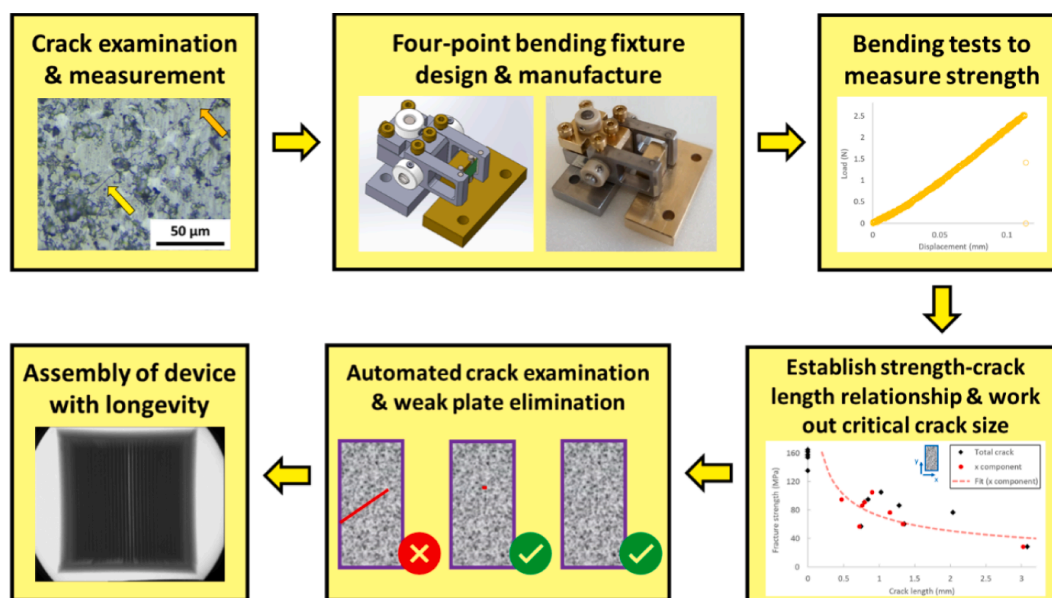 Crack examination
& measurement
50 µm
Four-point bending fixture
design & manufacture
Bending tests to
measure strength
Load (N)
2.5
2
1.5
1
0.5
0
0
0.05
0.1
Displacement (mm)
Establish strength-crack
length relationship & work
out critical crack size
Fracture strength (MPa)
160
120
80
40
0
0
0.5
1
1.5
2
2.5
3
Crack length (mm)
Total crack
x component
Fit (x component)
y
x
Automated crack examination
& weak plate elimination
Assembly of device
with longevity